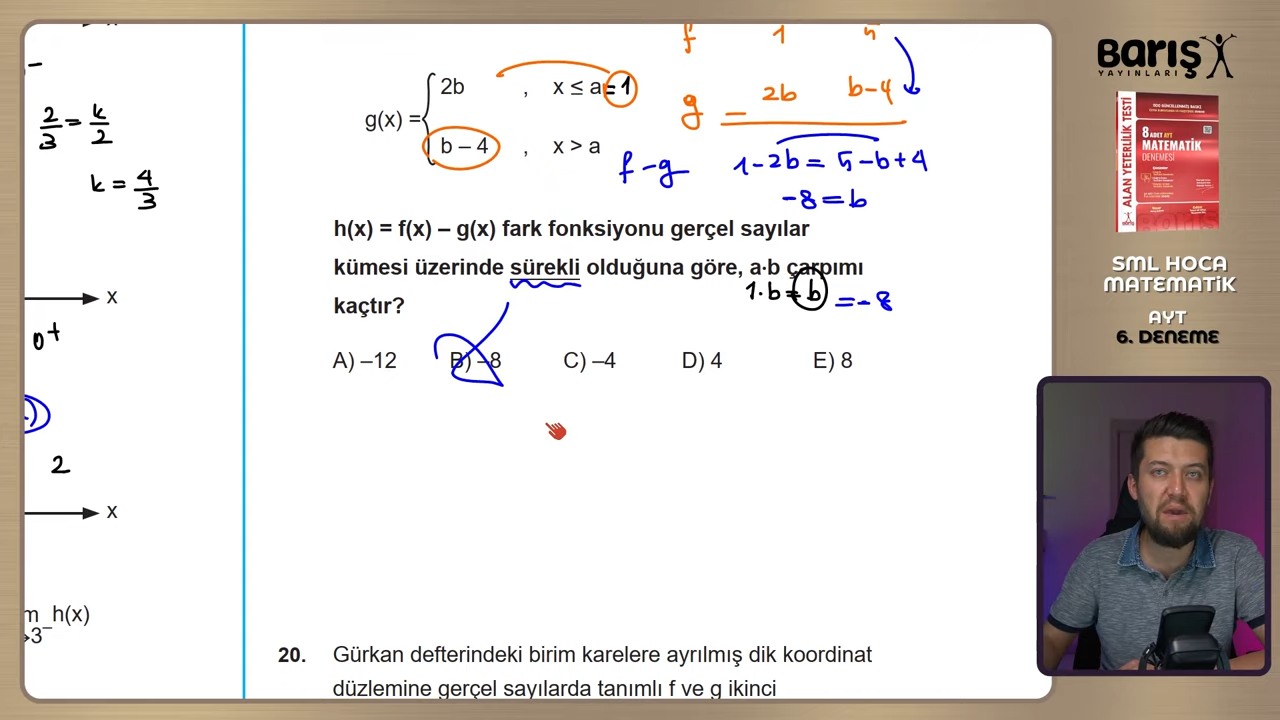 x
2/3 = k/2
k = 4/3
x
0+
2
x
m h(x)
→3⁻
f 1 5
g(x) = { 2b , x ≤ a = 1
b – 4 , x > a
g = 2b b-4
f-g 1-2b = 5-b+4
-8 = b
h(x) = f(x) – g(x) fark fonksiyonu gerçel sayılar
kümesi üzerinde sürekli olduğuna göre, a·b çarpımı
kaçtır?
1·b = b = -8
A) –12 B) –8 C) –4 D) 4 E) 8
20. Gürkan defterindeki birim karelere ayrılmış dik koordinat
düzlemine gerçel sayılarda tanımlı f ve g ikinci
BARIŞ
YAYINLARI
ALAN YETERLİLİK TESTİ
8 ADET AYT
MATEMATİK
DENEMESİ
SML HOCA
MATEMATİK
AYT
6. DENEME